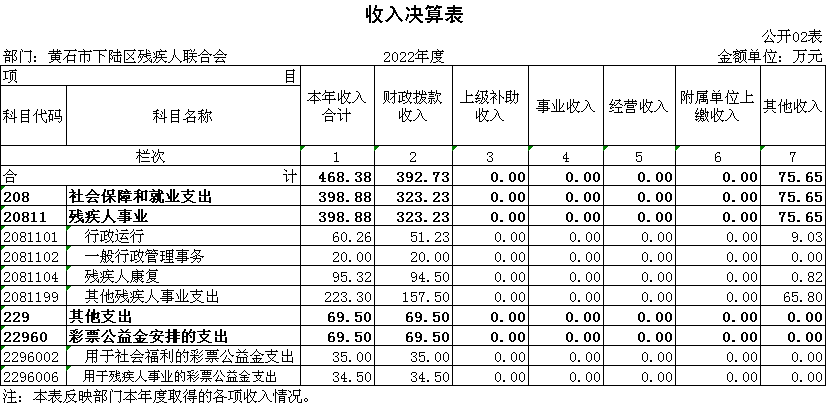 收入决算表
公开02表
部门：黄石市下陆区残疾人联合会 2022年度 金额单位：万元
项 目 本年收入合计 财政拨款收入 上级补助收入 事业收入 经营收入 附属单位上缴收入 其他收入
科目代码 科目名称
栏次 1 2 3 4 5 6 7
合 计 468.38 392.73 0.00 0.00 0.00 0.00 75.65
208 社会保障和就业支出 398.88 323.23 0.00 0.00 0.00 0.00 75.65
20811 残疾人事业 398.88 323.23 0.00 0.00 0.00 0.00 75.65
2081101 行政运行 60.26 51.23 0.00 0.00 0.00 0.00 9.03
2081102 一般行政管理事务 20.00 20.00 0.00 0.00 0.00 0.00 0.00
2081104 残疾人康复 95.32 94.50 0.00 0.00 0.00 0.00 0.82
2081199 其他残疾人事业支出 223.30 157.50 0.00 0.00 0.00 0.00 65.80
229 其他支出 69.50 69.50 0.00 0.00 0.00 0.00 0.00
22960 彩票公益金安排的支出 69.50 69.50 0.00 0.00 0.00 0.00 0.00
2296002 用于社会福利的彩票公益金支出 35.00 35.00 0.00 0.00 0.00 0.00 0.00
2296006 用于残疾人事业的彩票公益金支出 34.50 34.50 0.00 0.00 0.00 0.00 0.00
注：本表反映部门本年度取得的各项收入情况。